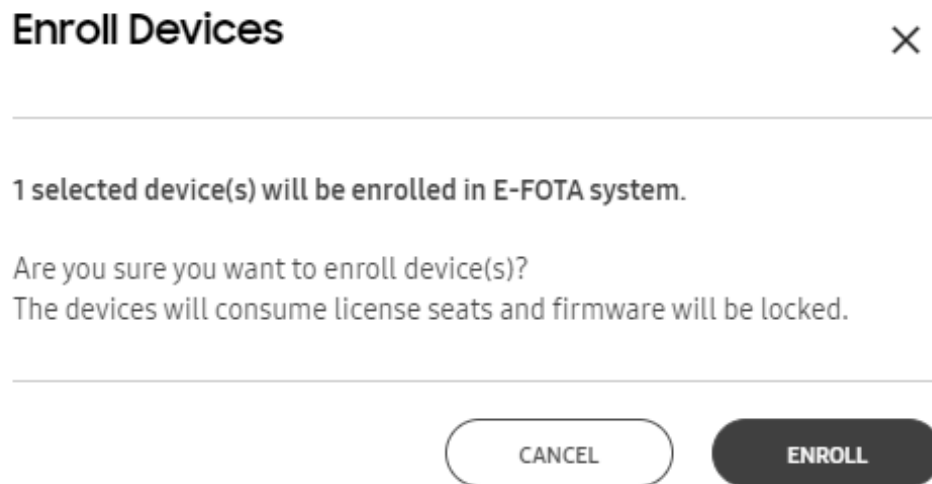 Enroll Devices
1 selected device(s) will be enrolled in E-FOTA system.
Are you sure you want to enroll device(s)?
The devices will consume license seats and firmware will be locked.
CANCEL
ENROLL